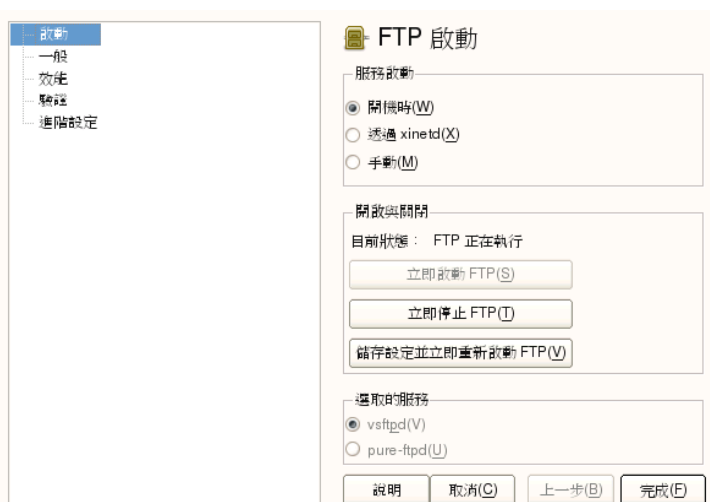 啟動
一般
效能
驗證
進階設定
FTP 啟動
服務啟動
開機時(W)
透過 xinetd(X)
手動(M)
開啟與關閉
目前狀態： FTP 正在執行
立即啟動 FTP(S)
立即停止 FTP(T)
儲存設定並立即重新啟動 FTP(V)
選取的服務
vsftpd(V)
pure-ftpd(U)
說明 取消(C) 上一步(B) 完成(F)